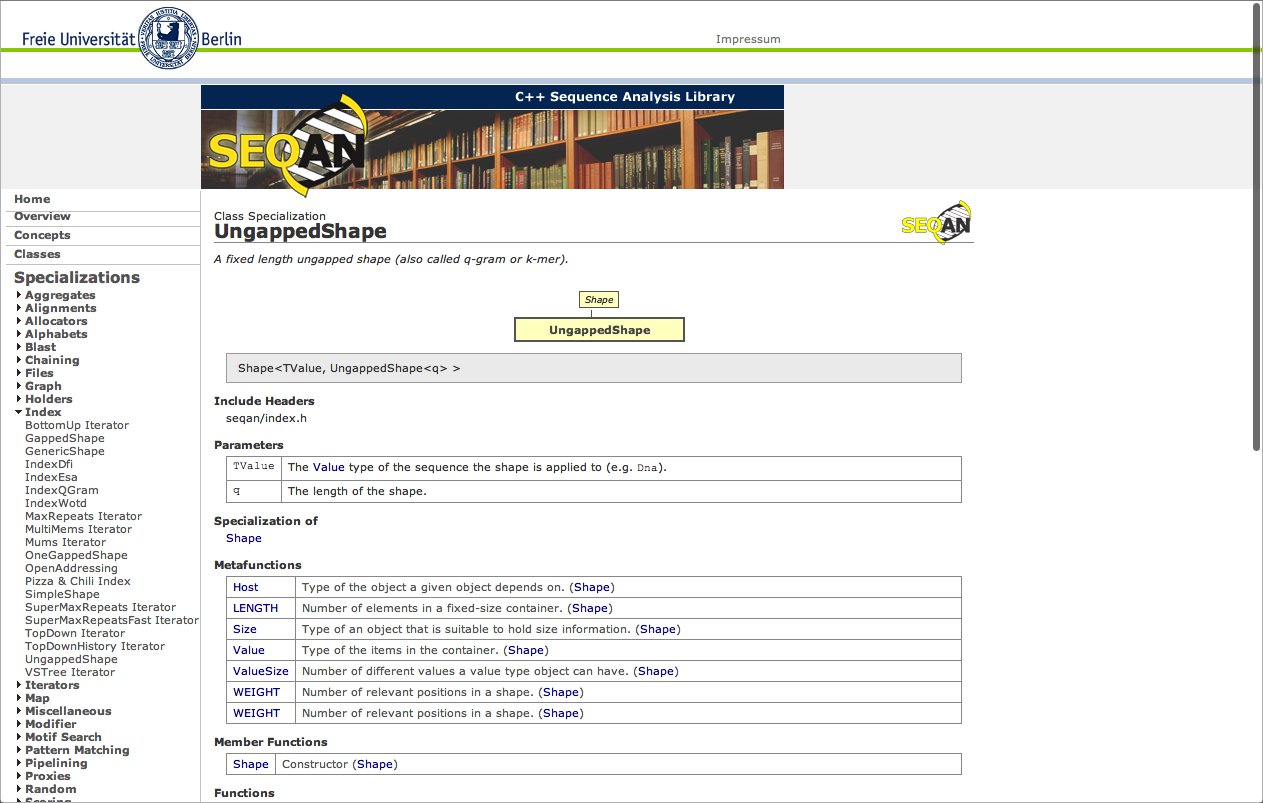 Freie Universität Berlin
Impressum
C++ Sequence Analysis Library
SEQAN
Home
Overview
Concepts
Classes
Specializations
Aggregates
Alignments
Allocators
Alphabets
Blast
Chaining
Files
Graph
Holders
Index
BottomUp Iterator
GappedShape
GenericShape
IndexDfi
IndexEsa
IndexQGram
IndexWotd
MaxRepeats Iterator
MultiMems Iterator
Mums Iterator
OneGappedShape
OpenAddressing
Pizza & Chili Index
SimpleShape
SuperMaxRepeats Iterator
SuperMaxRepeatsFast Iterator
TopDown Iterator
TopDownHistory Iterator
UngappedShape
VSTree Iterator
Iterators
Map
Miscellaneous
Modifier
Motif Search
Pattern Matching
Pipelining
Proxies
Random
Scoring
Class Specialization
UngappedShape
SEQAN
A fixed length ungapped shape (also called q-gram or k-mer).
Shape
UngappedShape
Shape<TValue, UngappedShape<q> >
Include Headers
seqan/index.h
Parameters
TValue The Value type of the sequence the shape is applied to (e.g. Dna).
q The length of the shape.
Specialization of
Shape
Metafunctions
Host Type of the object a given object depends on. (Shape)
LENGTH Number of elements in a fixed-size container. (Shape)
Size Type of an object that is suitable to hold size information. (Shape)
Value Type of the items in the container. (Shape)
ValueSize Number of different values a value type object can have. (Shape)
WEIGHT Number of relevant positions in a shape. (Shape)
WEIGHT Number of relevant positions in a shape. (Shape)
Member Functions
Shape Constructor (Shape)
Functions